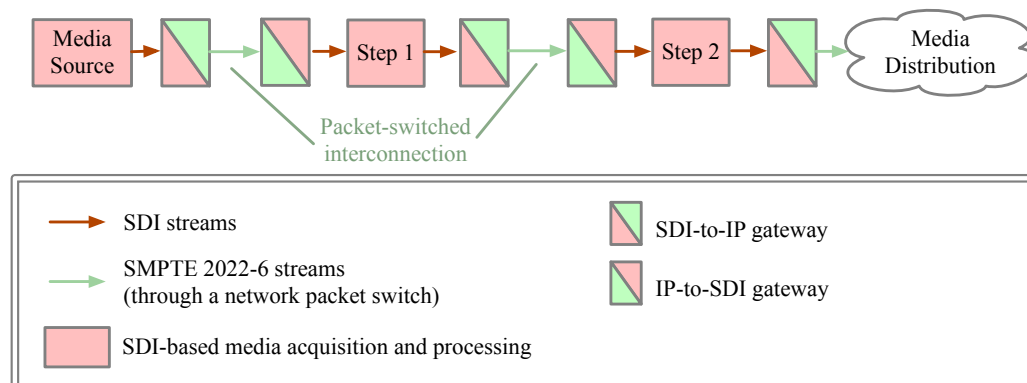 Media
Source
Step 1
Step 2
Media
Distribution
Packet-switched
interconnection
SDI streams
SMPTE 2022-6 streams
(through a network packet switch)
SDI-based media acquisition and processing
SDI-to-IP gateway
IP-to-SDI gateway